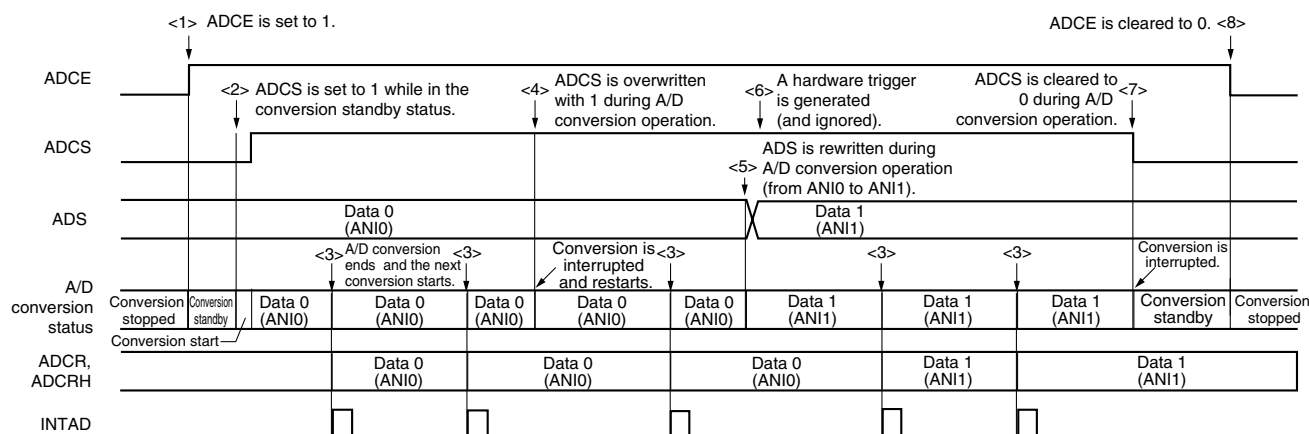 <1> ADCE is set to 1.
ADCE is cleared to 0. <8>
ADCE
<2> ADCS is set to 1 while in the
conversion standby status.
<4> ADCS is overwritten
with 1 during A/D
conversion operation.
<6> A hardware trigger
is generated
(and ignored).
ADCS is cleared to <7>
0 during A/D
conversion operation.
ADCS
<5> ADS is rewritten during
A/D conversion operation
(from ANI0 to ANI1).
ADS
Data 0
(ANI0)
Data 1
(ANI1)
<3> A/D conversion
ends and the next
conversion starts.
<3>
Conversion is
interrupted
and restarts.
<3>
<3>
<3>
Conversion is
interrupted.
A/D
conversion
status
Conversion
stopped
Conversion
standby
Data 0
(ANI0)
Data 0
(ANI0)
Data 0
(ANI0)
Data 0
(ANI0)
Data 0
(ANI0)
Data 1
(ANI1)
Data 1
(ANI1)
Data 1
(ANI1)
Conversion
standby
Conversion
stopped
Conversion start
ADCR,
ADCRH
Data 0
(ANI0)
Data 0
(ANI0)
Data 0
(ANI0)
Data 1
(ANI1)
Data 1
(ANI1)
INTAD